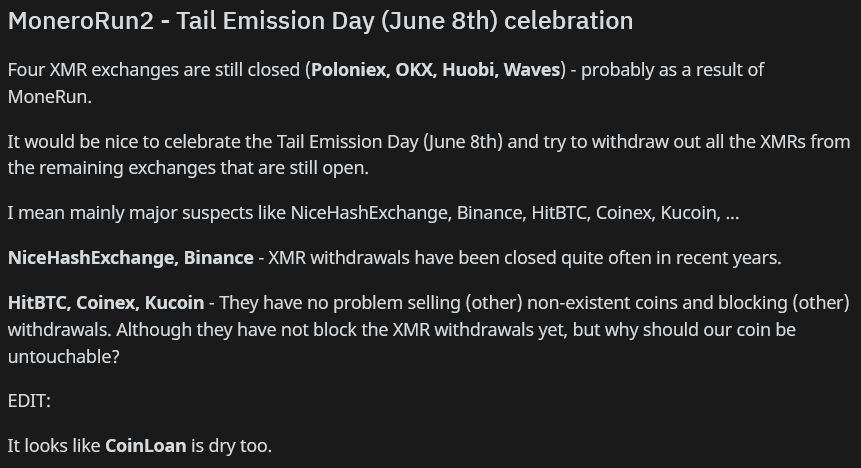 MoneroRun2 - Tail Emission Day (June 8th) celebration
Four XMR exchanges are still closed (Poloniex, OKX, Huobi, Waves) - probably as a result of
MoneRun.
It would be nice to celebrate the Tail Emission Day (June 8th) and try to withdraw out all the XMRs from
the remaining exchanges that are still open.
I mean mainly major suspects like NiceHashExchange, Binance, HitBTC, Coinex, Kucoin, ...
NiceHashExchange, Binance - XMR withdrawals have been closed quite often in recent years.
HitBTC, Coinex, Kucoin - They have no problem selling (other) non-existent coins and blocking (other)
withdrawals. Although they have not block the XMR withdrawals yet, but why should our coin be
untouchable?
EDIT:
It looks like CoinLoan is dry too.